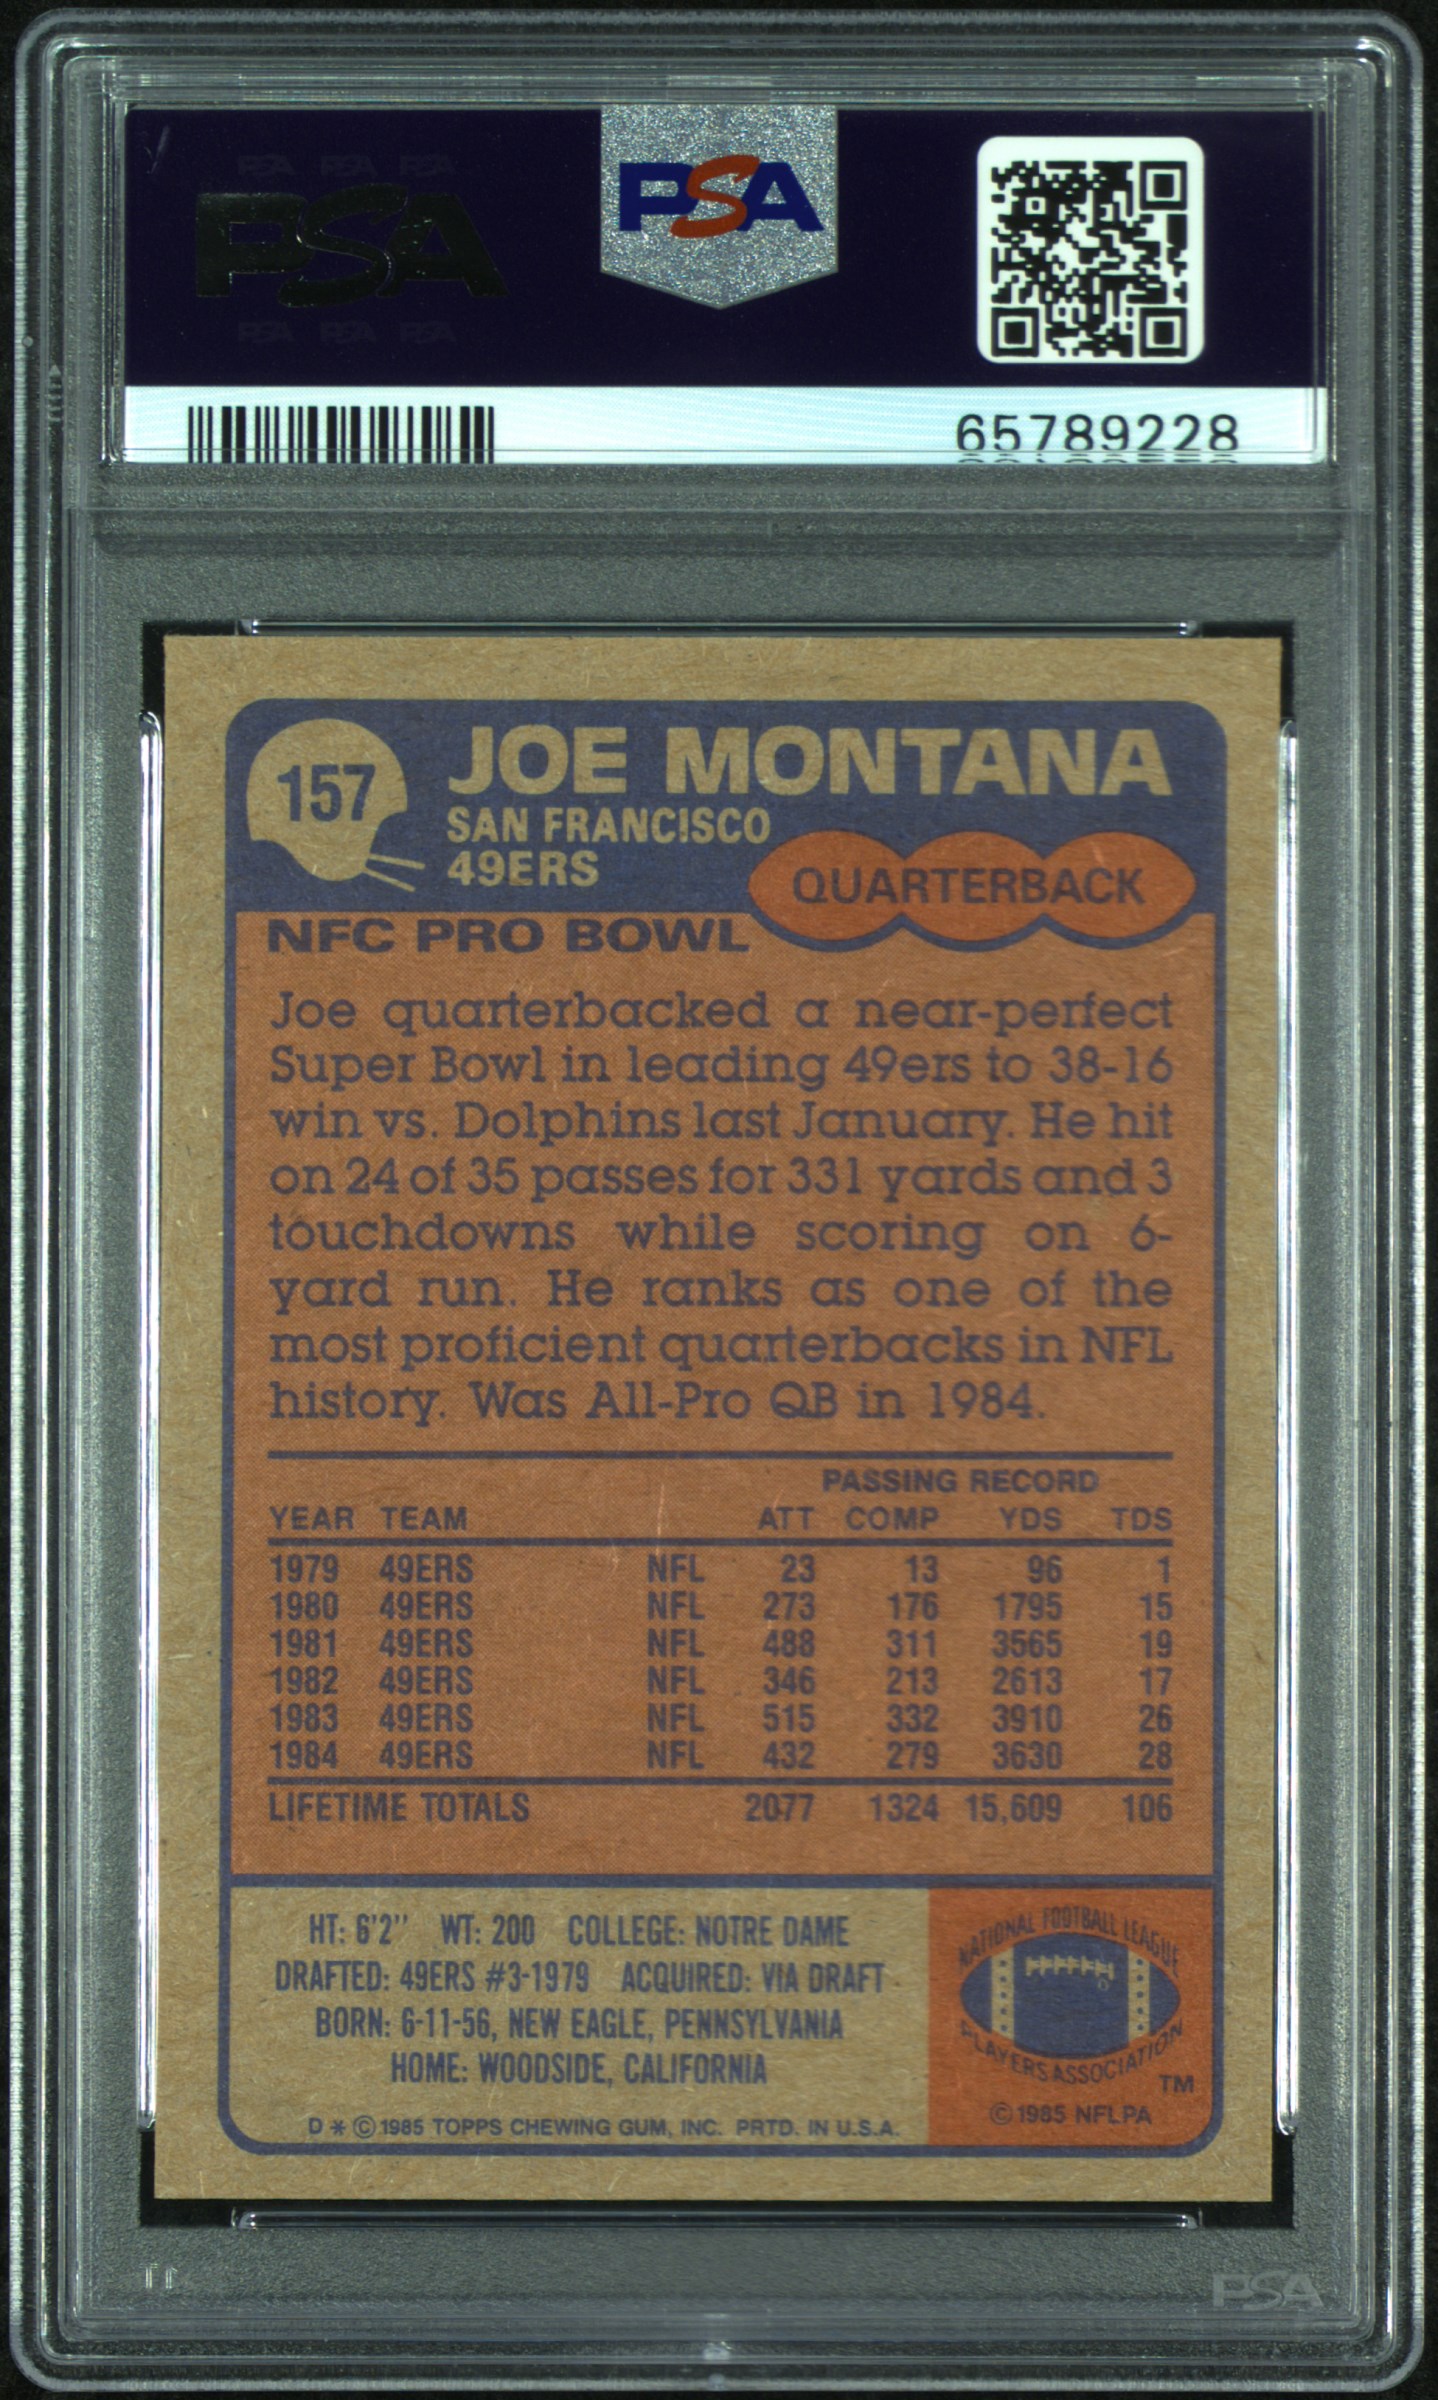 PSA PSA PSA
PSA
PSA PSA PSA
PSA
65789228
157
JOE MONTANA
SAN FRANCISCO
49ERS
QUARTERBACK
NFC PRO BOWL
Joe quarterbacked a near-perfect
Super Bowl in leading 49ers to 38-16
win vs. Dolphins last January. He hit
on 24 of 35 passes for 331 yards and 3
touchdowns while scoring on 6-
yard run. He ranks as one of the
most proficient quarterbacks in NFL
history. Was All-Pro QB in 1984.
PASSING RECORD
YEAR TEAM ATT COMP YDS TDS
1979 49ERS NFL 23 13 96 1
1980 49ERS NFL 273 176 1795 15
1981 49ERS NFL 488 311 3565 19
1982 49ERS NFL 346 213 2613 17
1983 49ERS NFL 515 332 3910 26
1984 49ERS NFL 432 279 3630 28
LIFETIME TOTALS 2077 1324 15,609 106
HT: 6'2" WT: 200 COLLEGE: NOTRE DAME
DRAFTED: 49ERS #3-1979 ACQUIRED: VIA DRAFT
BORN: 6-11-56, NEW EAGLE, PENNSYLVANIA
HOME: WOODSIDE, CALIFORNIA
D * © 1985 TOPPS CHEWING GUM, INC. PRTD. IN U.S.A.
NATIONAL FOOTBALL LEAGUE
PLAYERS ASSOCIATION
TM
© 1985 NFLPA
PSA